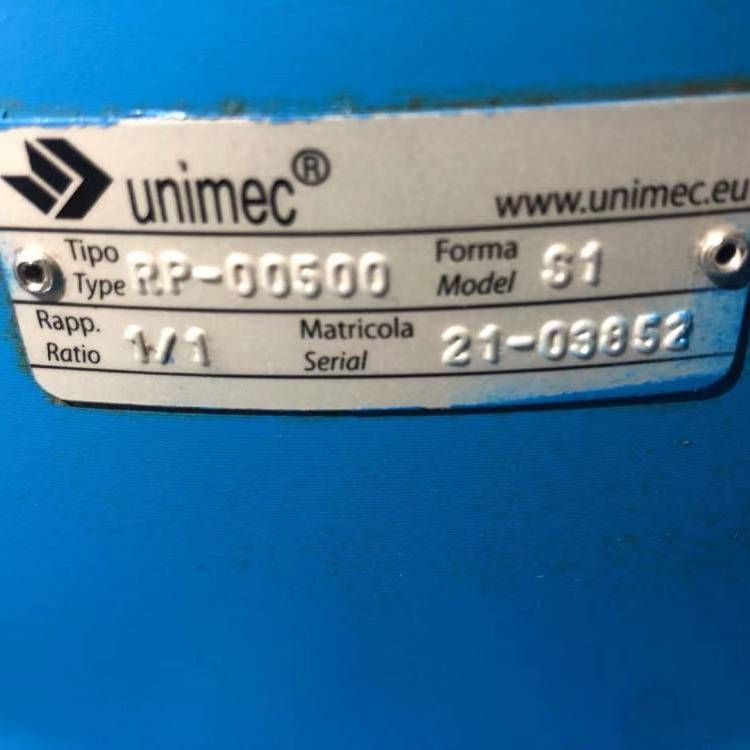 unimec®
www.unimec.eu
Tipo Type RP-00500 Forma Model S1
Rapp. Ratio 1/1 Matricola Serial 21-03852